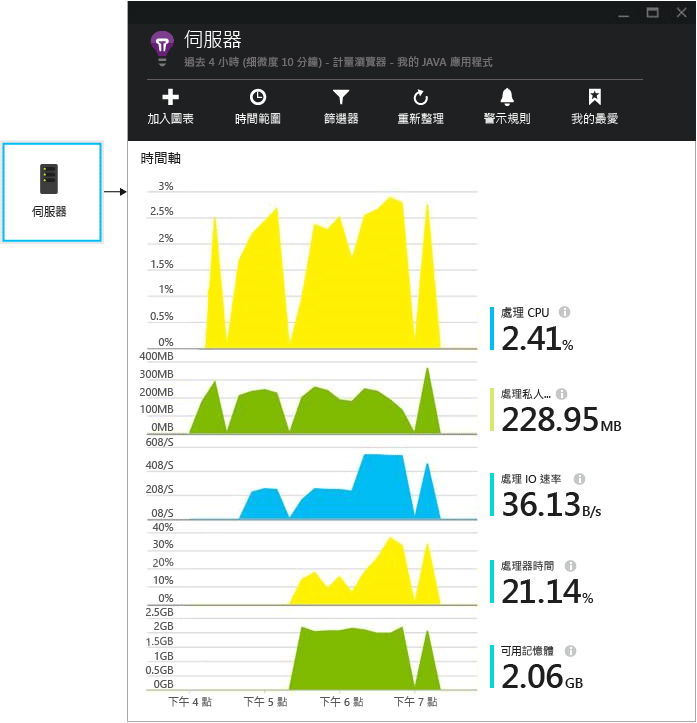 伺服器
伺服器
過去 4 小時 (細微度 10 分鐘) - 計量瀏覽器 - 我的 JAVA 應用程式
加入圖表
時間範圍
篩選器
重新整理
警示規則
我的最愛
時間軸
3%
2.5%
2%
1.5%
1%
0.5%
0%
處理 CPU
2.41%
400MB
300MB
200MB
100MB
0MB
處理私人...
228.95MB
608/S
408/S
208/S
08/S
處理 IO 速率
36.13B/s
40%
30%
20%
10%
0%
處理器時間
21.14%
2.5GB
2GB
1.5GB
1GB
0.5GB
0GB
可用記憶體
2.06GB
下午 4 點
下午 5 點
下午 6 點
下午 7 點